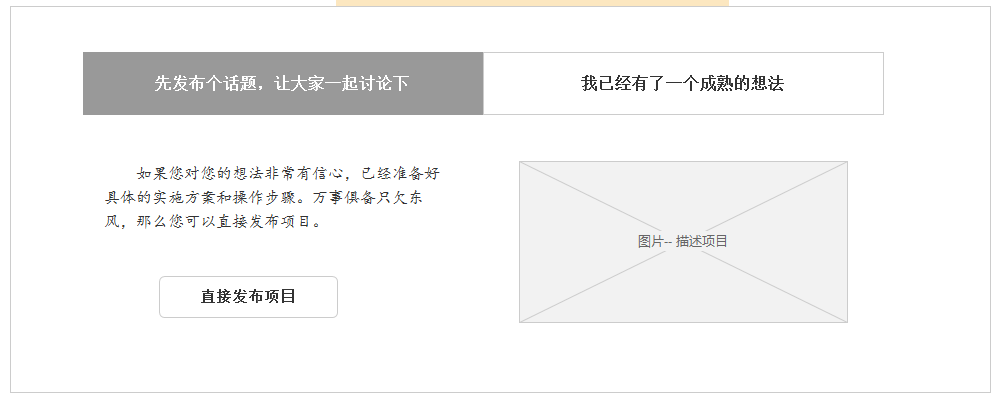 先发布个话题，让大家一起讨论下
我已经有了一个成熟的想法
如果您对您的想法非常有信心，已经准备好
具体的实施方案和操作步骤。万事俱备只欠东
风，那么您可以直接发布项目。
图片-- 描述项目
直接发布项目